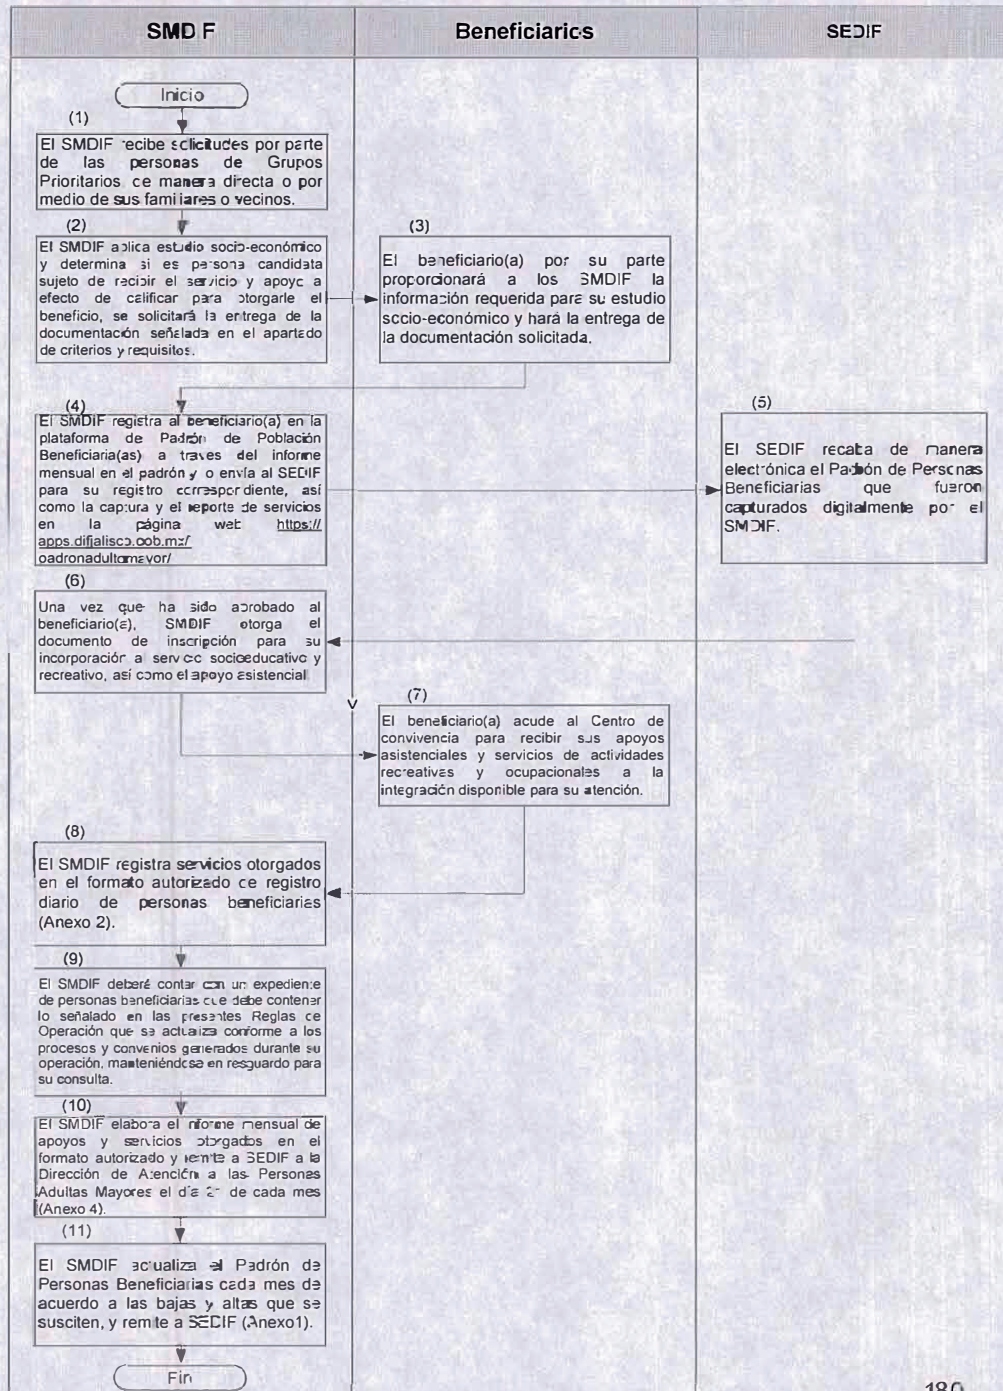 SMDIF
Beneficiarios
SEDIF
Inicio
(1)
El SMDIF recibe solicitudes por parte
de las personas de Grupos
Prioritarios de manera directa o por
medio de sus familiares o vecinos.
(2)
El SMDIF aplica estudio socio-económico
y determina si es persona candidata
sujeto de recibir el servicio y apoyo a
efecto de calificar para otorgarle el
beneficio, se solicitará la entrega de la
documentación señalada en el apartado
de criterios y requisitos.
(3)
El beneficiario(a) por su parte
proporcionará a los SMDIF la
información requerida para su estudio
socio-económico y hará la entrega de
la documentación solicitada.
(4)
El SMDIF registra al beneficiario(a) en la
plataforma de Padrón de Población
Beneficiaria(as) a traves del informe
mensual en el padrón y o envía al SEDIF
para su registro correspondiente, así
como la captura y el reporte de servicios
en la página web https://
apps.difjalisco.gob.mx/
padronadultomayor/
(5)
El SEDIF recaba de manera
electrónica el Padrón de Personas
Beneficiarias que fueron
capturados digitalmente por el
SMDIF.
(6)
Una vez que ha sido aprobado al
beneficiario(a), SMDIF otorga el
documento de inscripción para su
incorporación a servicio socioeducativo y
recreativo, así como el apoyo asistencial
(7)
El beneficiario(a) acude al Centro de
convivencia para recibir sus apoyos
asistenciales y servicios de actividades
recreativas y ocupacionales a la
integración disponible para su atención.
(8)
El SMDIF registra servicios otorgados
en el formato autorizado de registro
diario de personas beneficiarias
(Anexo 2).
(9)
El SMDIF deberá contar con un expediente
de personas beneficiarias que debe contener
lo señalado en las presentes Reglas de
Operación que se actualiza conforme a los
procesos y convenios generados durante su
operación, manteniéndose en resguardo para
su consulta.
(10)
El SMDIF elabora el informe mensual de
apoyos y servicios otorgados en el
formato autorizado y remite a SEDIF a la
Dirección de Atención a las Personas
Adultas Mayores el día de cada mes
(Anexo 4).
(11)
El SMDIF actualiza el Padrón de
Personas Beneficiarias cada mes de
acuerdo a las bajas y altas que se
susciten, y remite a SEDIF (Anexo1).
Fin